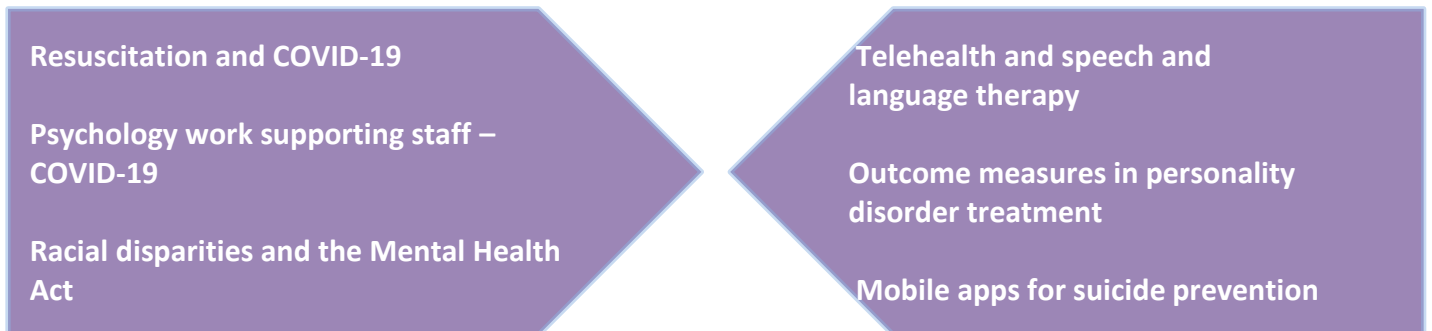 Resuscitation and COVID-19
Psychology work supporting staff –
COVID-19
Racial disparities and the Mental Health
Act
Telehealth and speech and
language therapy
Outcome measures in personality
disorder treatment
Mobile apps for suicide prevention